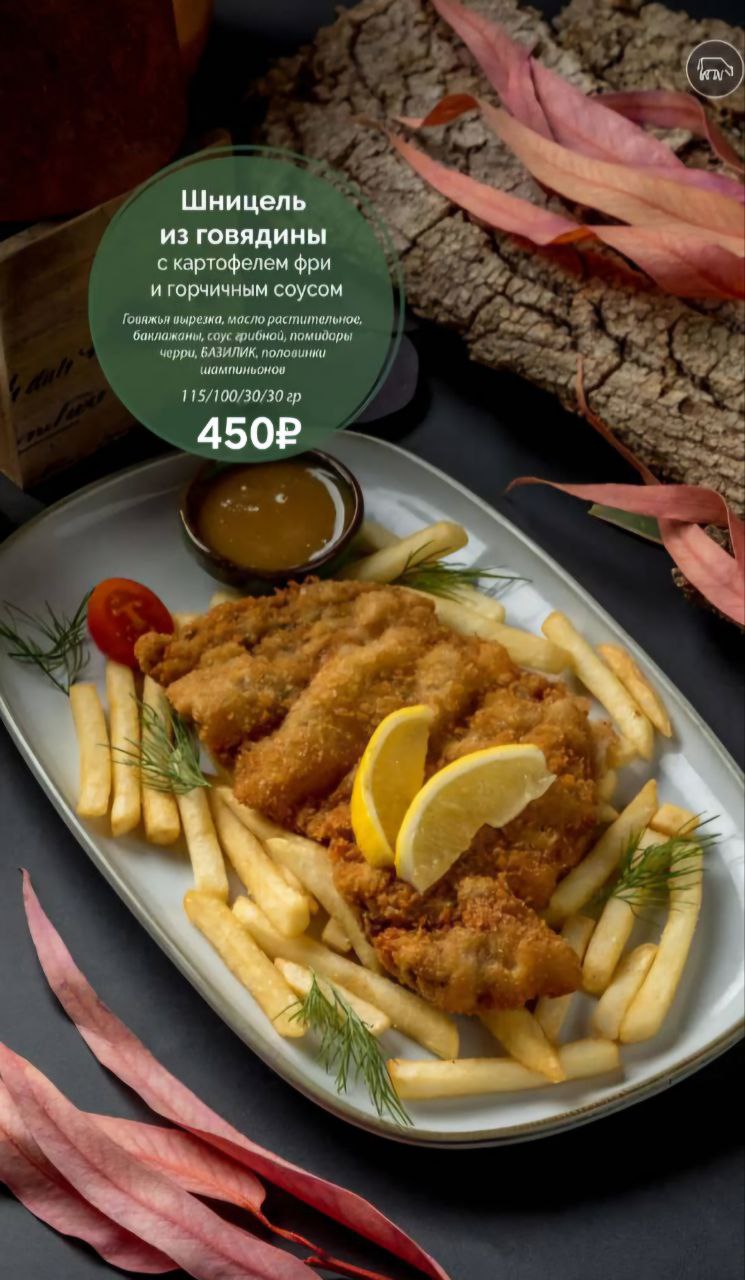 Шницель
из говядины
с картофелем фри
и горчичным соусом
Говяжья вырезка, масло растительное,
баклажаны, соус грибной, помидоры
черри, БАЗИЛИК, половинки
шампиньонов
115/100/30/30 гр
450₽